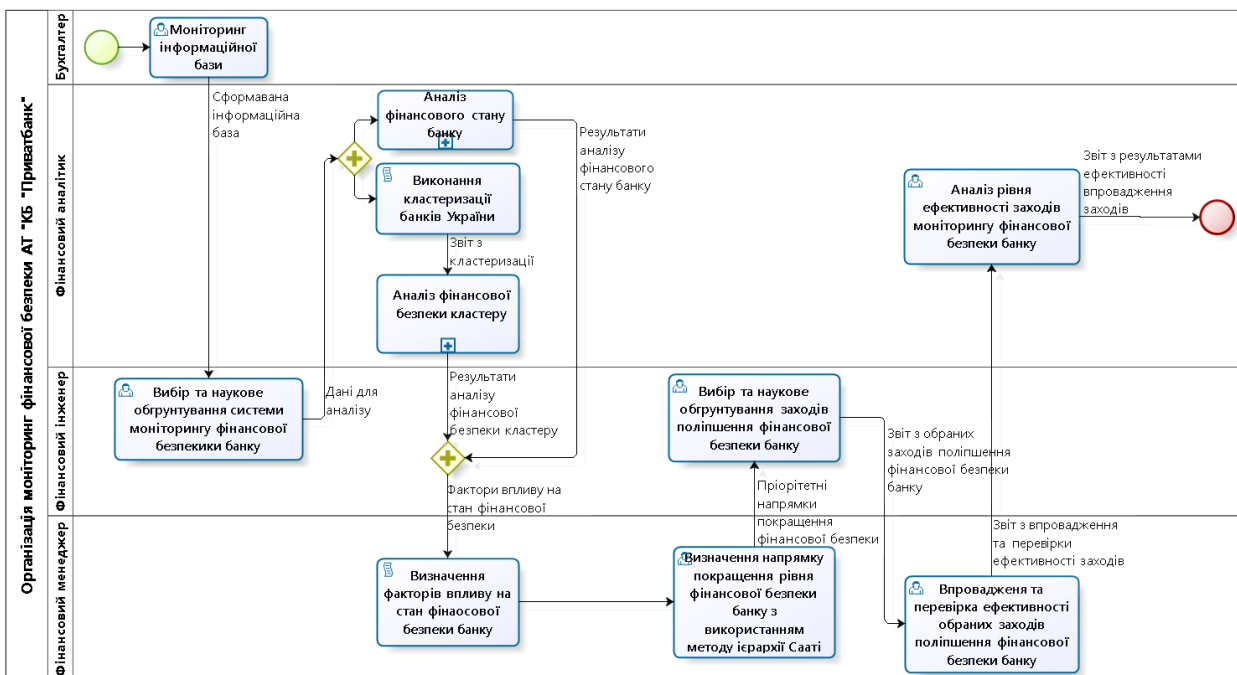 Організація моніторинг фінансової безпеки АТ "КБ "Приватбанк"
Бухгалтер
Моніторинг
інформаційної
бази
Сформавана
інформаційна
база
Фінансовий аналітик
Аналіз
фінансового стану
банку
Результати
аналізу
фінансового
стану банку
Виконання
кластеризації
банків України
Звіт з
кластеризації
Аналіз фінансової
безпеки кластеру
Аналіз рівня
ефективності заходів
моніторингу фінансової
безпеки банку
Звіт з результатами
ефективності
впровадження
заходів
Фінансовий інженер
Вибір та наукове
обгрунтування системи
моніторингу фінансової
безпекики банку
Дані для
аналізу
Результати
аналізу
фінансової
безпеки кластеру
Фактори впливу на
стан фінансової
безпеки
Вибір та наукове
обгрунтування заходів
поліпшення фінансової
безпеки банку
Звіт з обраних
заходів поліпшення
фінансової безпеки
банку
Пріорітетні
напрямки
покращення
фінансової безпеки
Фінансовий менеджер
Визначення
факторів впливу на
стан фінаосової
безпеки банку
Визначення напрямку
покращення рівня
фінансової безпеки
банку з
використанням
методу ієрархії Сааті
Звіт з впровадження
та перевірки
ефективності заходів
Впровадженя та
перевірка ефективності
обраних заходів
поліпшення фінансової
безпеки банку